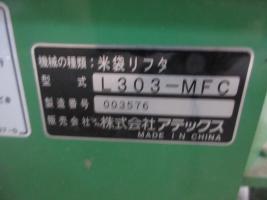 機械の種類：米袋リフタ
型式 L303-MFC
製造番号 003576
販売会社 株式会社アテックス
MADE IN CHINA